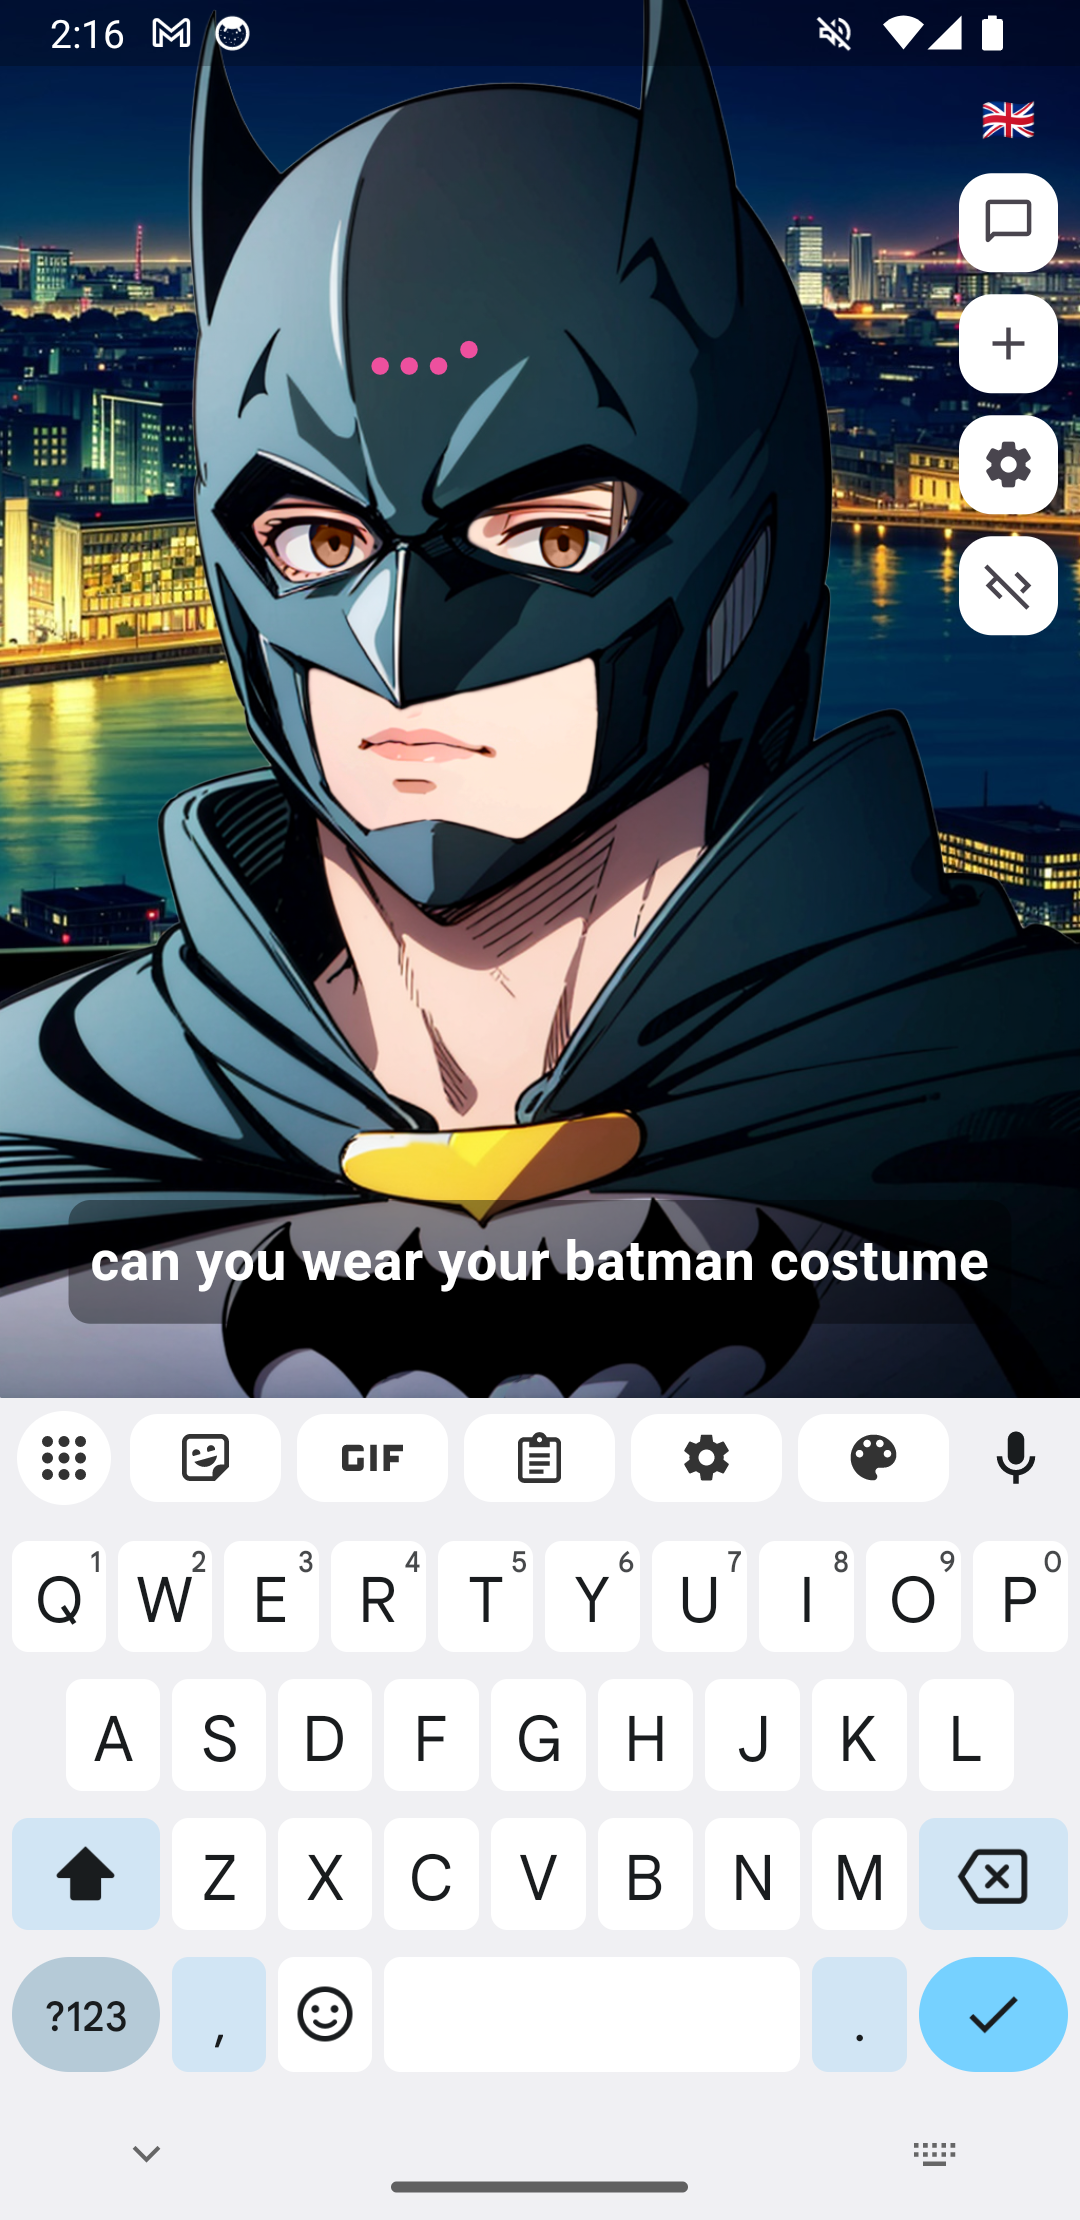 2:16
can you wear your batman costume
GIF
Q 1 W 2 E 3 R 4 T 5 Y 6 U 7 I 8 O 9 P 0
A S D F G H J K L
Z X C V B N M
?123 , .